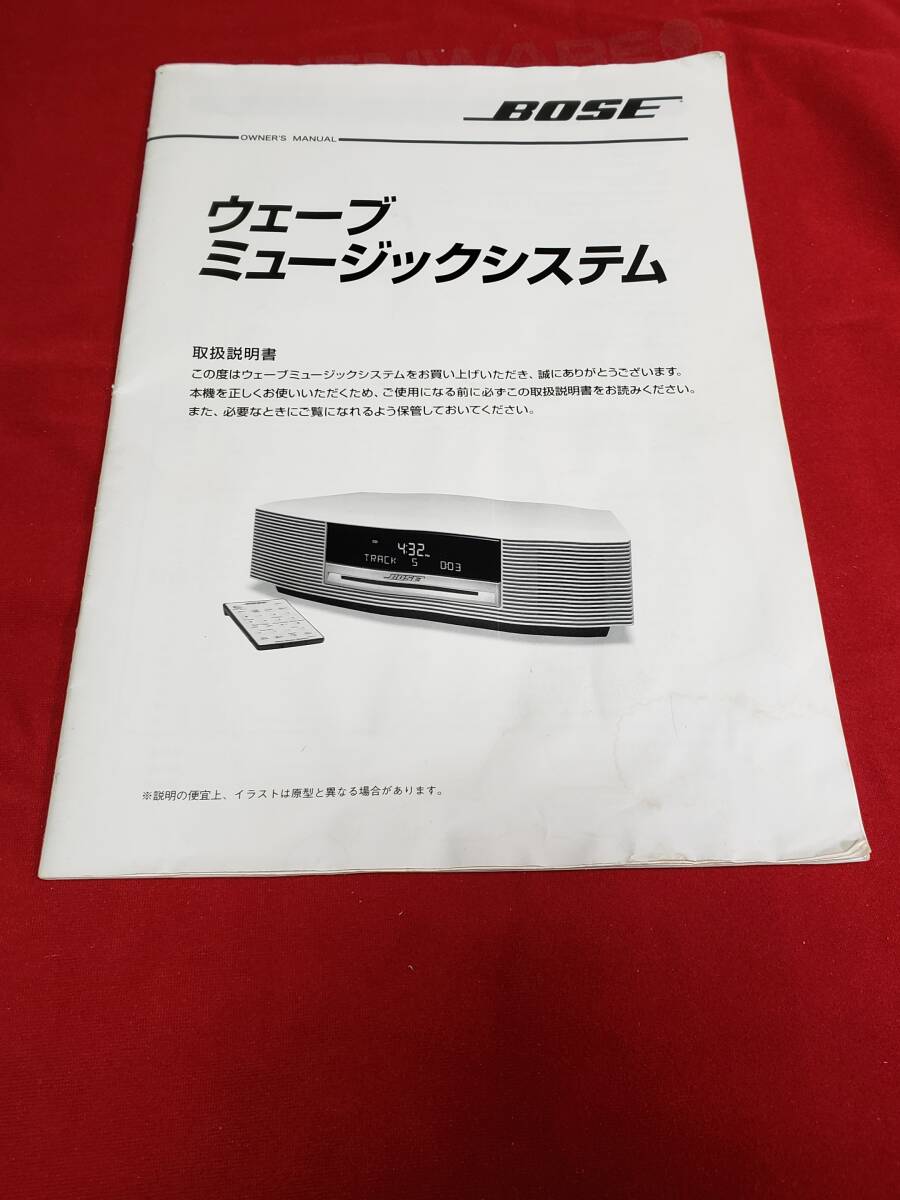 BOSE
OWNER'S MANUAL
ウェーブ
ミュージックシステム
取扱説明書
この度はウェーブミュージックシステムをお買い上げいただき、誠にありがとうございます。
本機を正しくお使いいただくため、ご使用になる前に必ずこの取扱説明書をお読みください。
また、必要なときにご覧になれるよう保管しておいてください。
4:32
TRACK 5 003
BOSE
※説明の便宜上、イラストは原型と異なる場合があります。